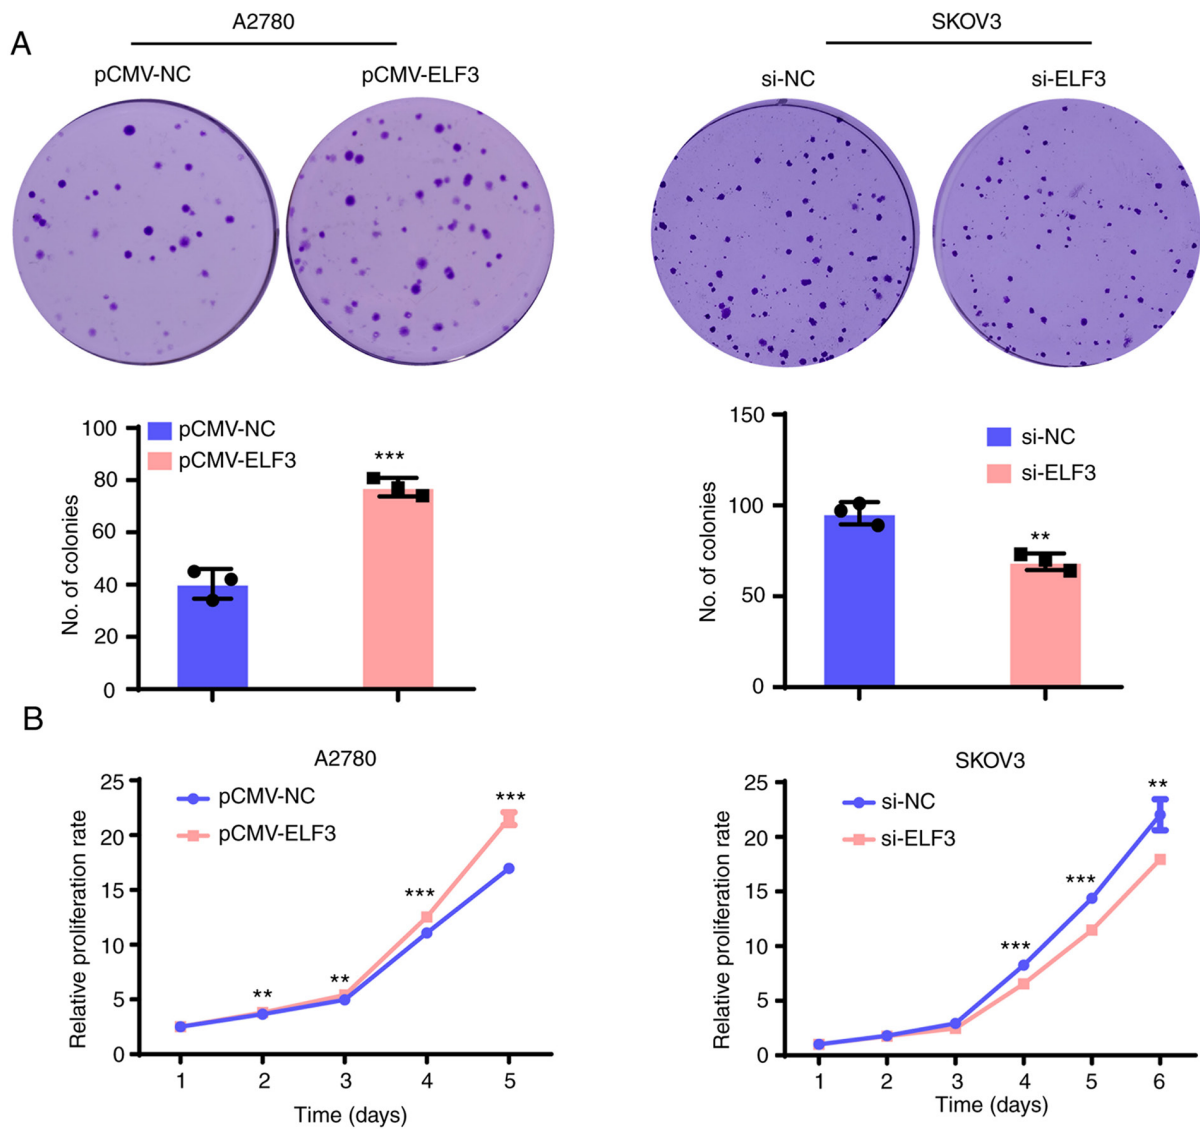 A
A2780
pCMV-NC
pCMV-ELF3
SKOV3
si-NC
si-ELF3
100
80
60
40
20
0
No. of colonies
pCMV-NC
pCMV-ELF3
***
150
100
50
0
No. of colonies
si-NC
si-ELF3
**
B
A2780
25
20
15
10
5
0
Relative proliferation rate
pCMV-NC
pCMV-ELF3
**
**
***
***
1 2 3 4 5
Time (days)
SKOV3
25
20
15
10
5
0
Relative proliferation rate
si-NC
si-ELF3
***
***
**
1 2 3 4 5 6
Time (days)